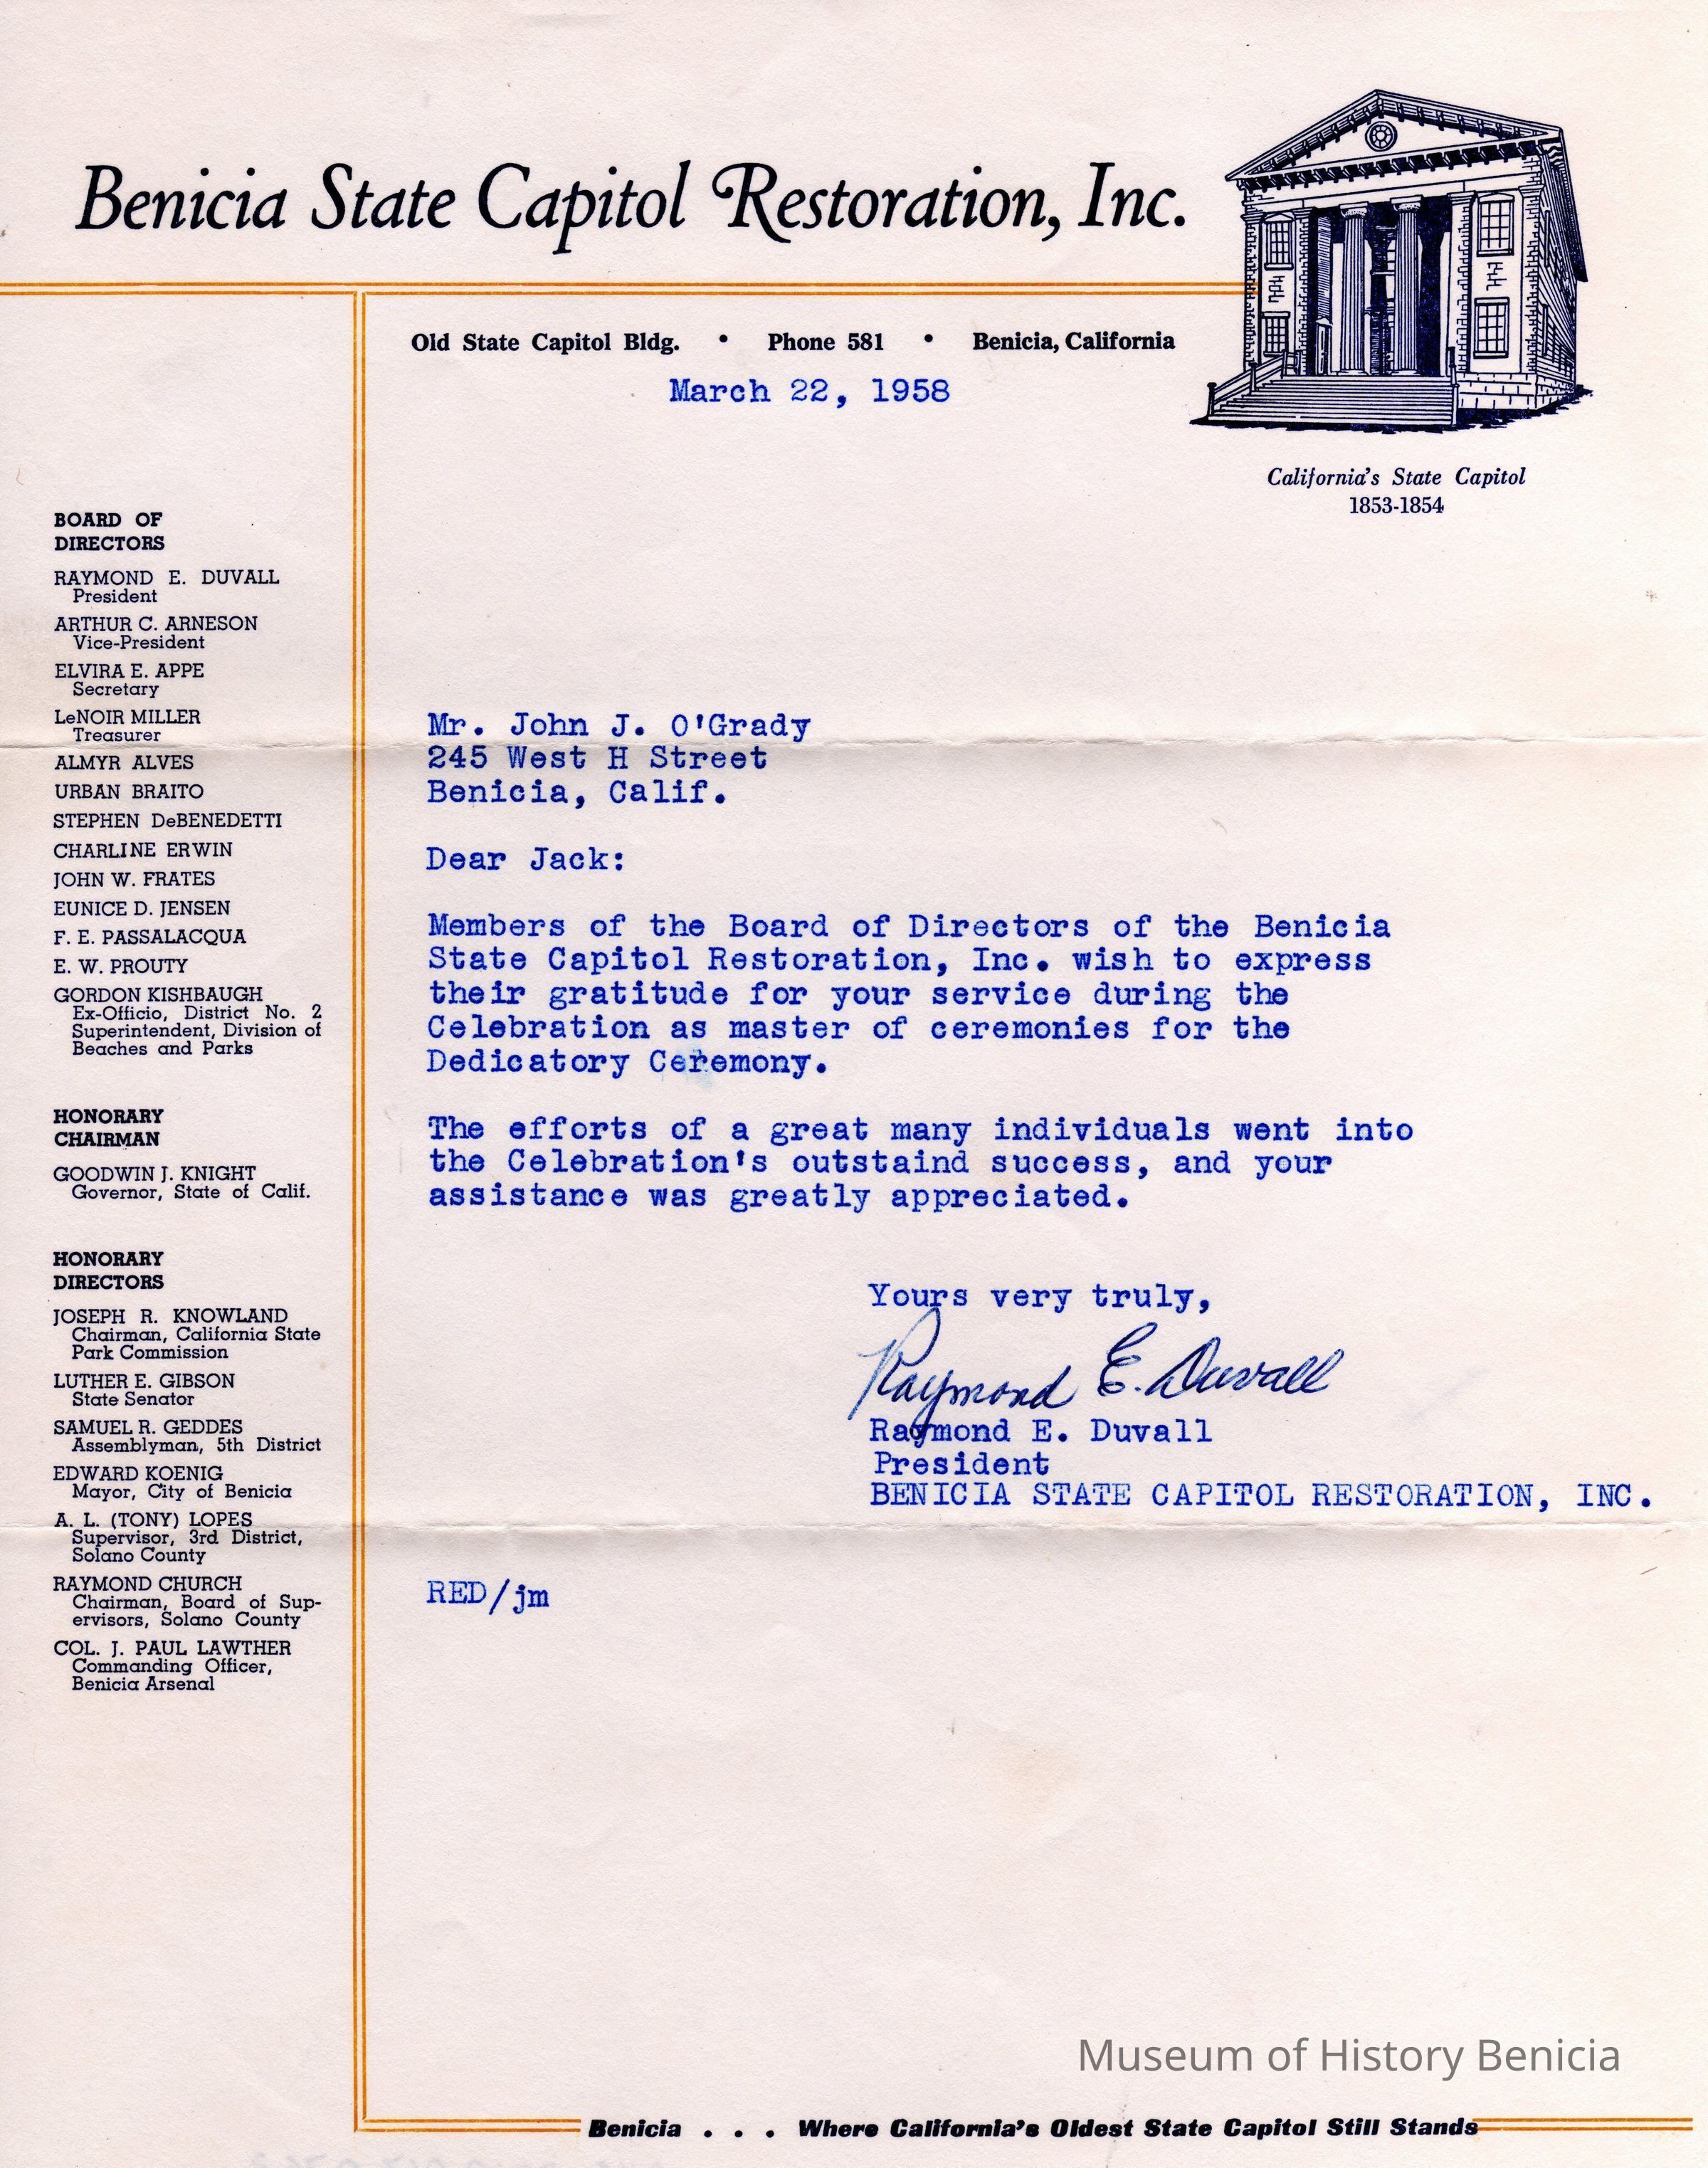 Benicia State Capitol Restoration, Inc.
Old State Capitol Bldg. • Phone 581 • Benicia, California
March 22, 1958
California's State Capitol
1853-1854
BOARD OF
DIRECTORS
RAYMOND E. DUVALL
President
ARTHUR C. ARNESON
Vice-President
ELVIRA E. APPE
Secretary
LeNOIR MILLER
Treasurer
ALMYR ALVES
URBAN BRAITO
STEPHEN DeBENEDETTI
CHARLINE ERWIN
JOHN W. FRATES
EUNICE D. JENSEN
F. E. PASSALACQUA
E. W. PROUTY
GORDON KISHBAUGH
Ex-Officio, District No. 2
Superintendent, Division of
Beaches and Parks
HONORARY
CHAIRMAN
GOODWIN J. KNIGHT
Governor, State of Calif.
HONORARY
DIRECTORS
JOSEPH R. KNOWLAND
Chairman, California State
Park Commission
LUTHER E. GIBSON
State Senator
SAMUEL R. GEDDES
Assemblyman, 5th District
EDWARD KOENIG
Mayor, City of Benicia
A. L. (TONY) LOPES
Supervisor, 3rd District,
Solano County
RAYMOND CHURCH
Chairman, Board of Sup-
ervisors, Solano County
COL. J. PAUL LAWTHER
Commanding Officer,
Benicia Arsenal
Mr. John J. O'Grady
245 West H Street
Benicia, Calif.
Dear Jack:
Members of the Board of Directors of the Benicia
State Capitol Restoration, Inc. wish to express
their gratitude for your service during the
Celebration as master of ceremonies for the
Dedicatory Ceremony.
The efforts of a great many individuals went into
the Celebration's outstaind success, and your
assistance was greatly appreciated.
Yours very truly,
Raymond E. Duvall
Raymond E. Duvall
President
BENICIA STATE CAPITOL RESTORATION, INC.
RED/jm
Museum of History Benicia
Benicia . . . Where California's Oldest State Capitol Still Stands